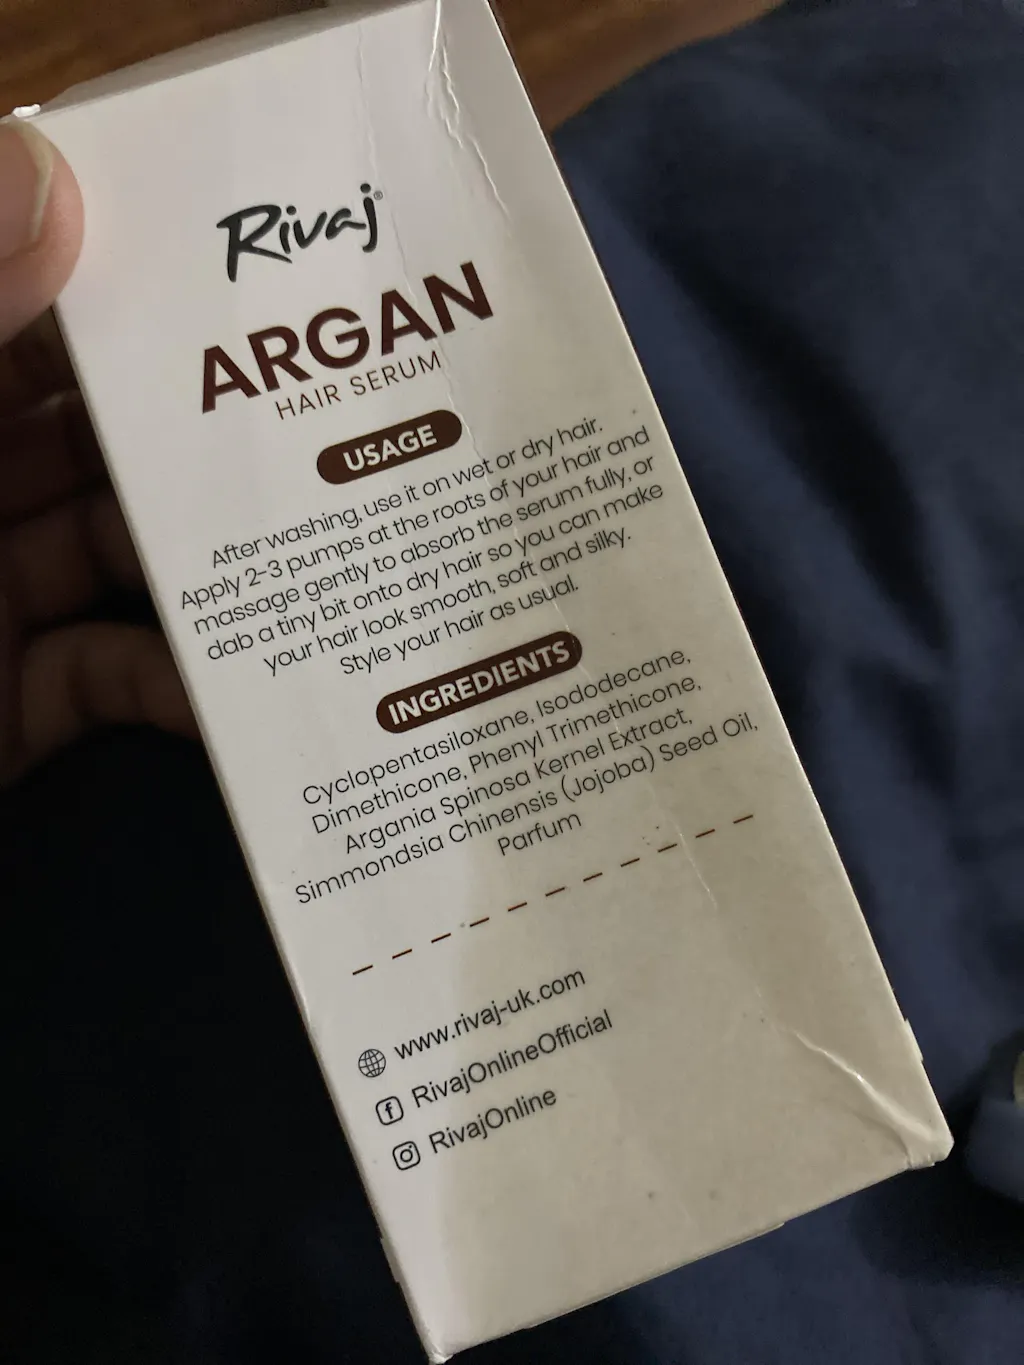 Rivaj®
ARGAN
HAIR SERUM
USAGE
After washing, use it on wet or dry hair.
Apply 2-3 pumps at the roots of your hair and
massage gently to absorb the serum fully, or
dab a tiny bit onto dry hair so you can make
your hair look smooth, soft and silky.
Style your hair as usual.
INGREDIENTS
Cyclopentasiloxane, Isododecane,
Dimethicone, Phenyl Trimethicone,
Argania Spinosa Kernel Extract,
Simmondsia Chinensis (Jojoba) Seed Oil,
Parfum
www.rivaj-uk.com
RivajOnlineOfficial
RivajOnline